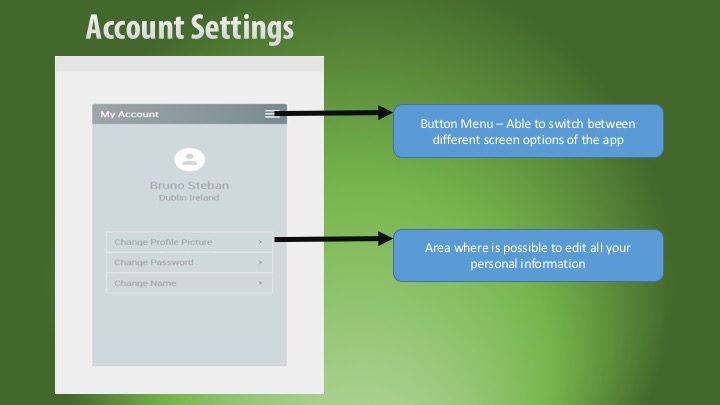 Account Settings
My Account
Bruno Steban
Dublin Ireland
Change Profile Picture >
Change Password >
Change Name >
Button Menu – Able to switch between
different screen options of the app
Area where is possible to edit all your
personal information